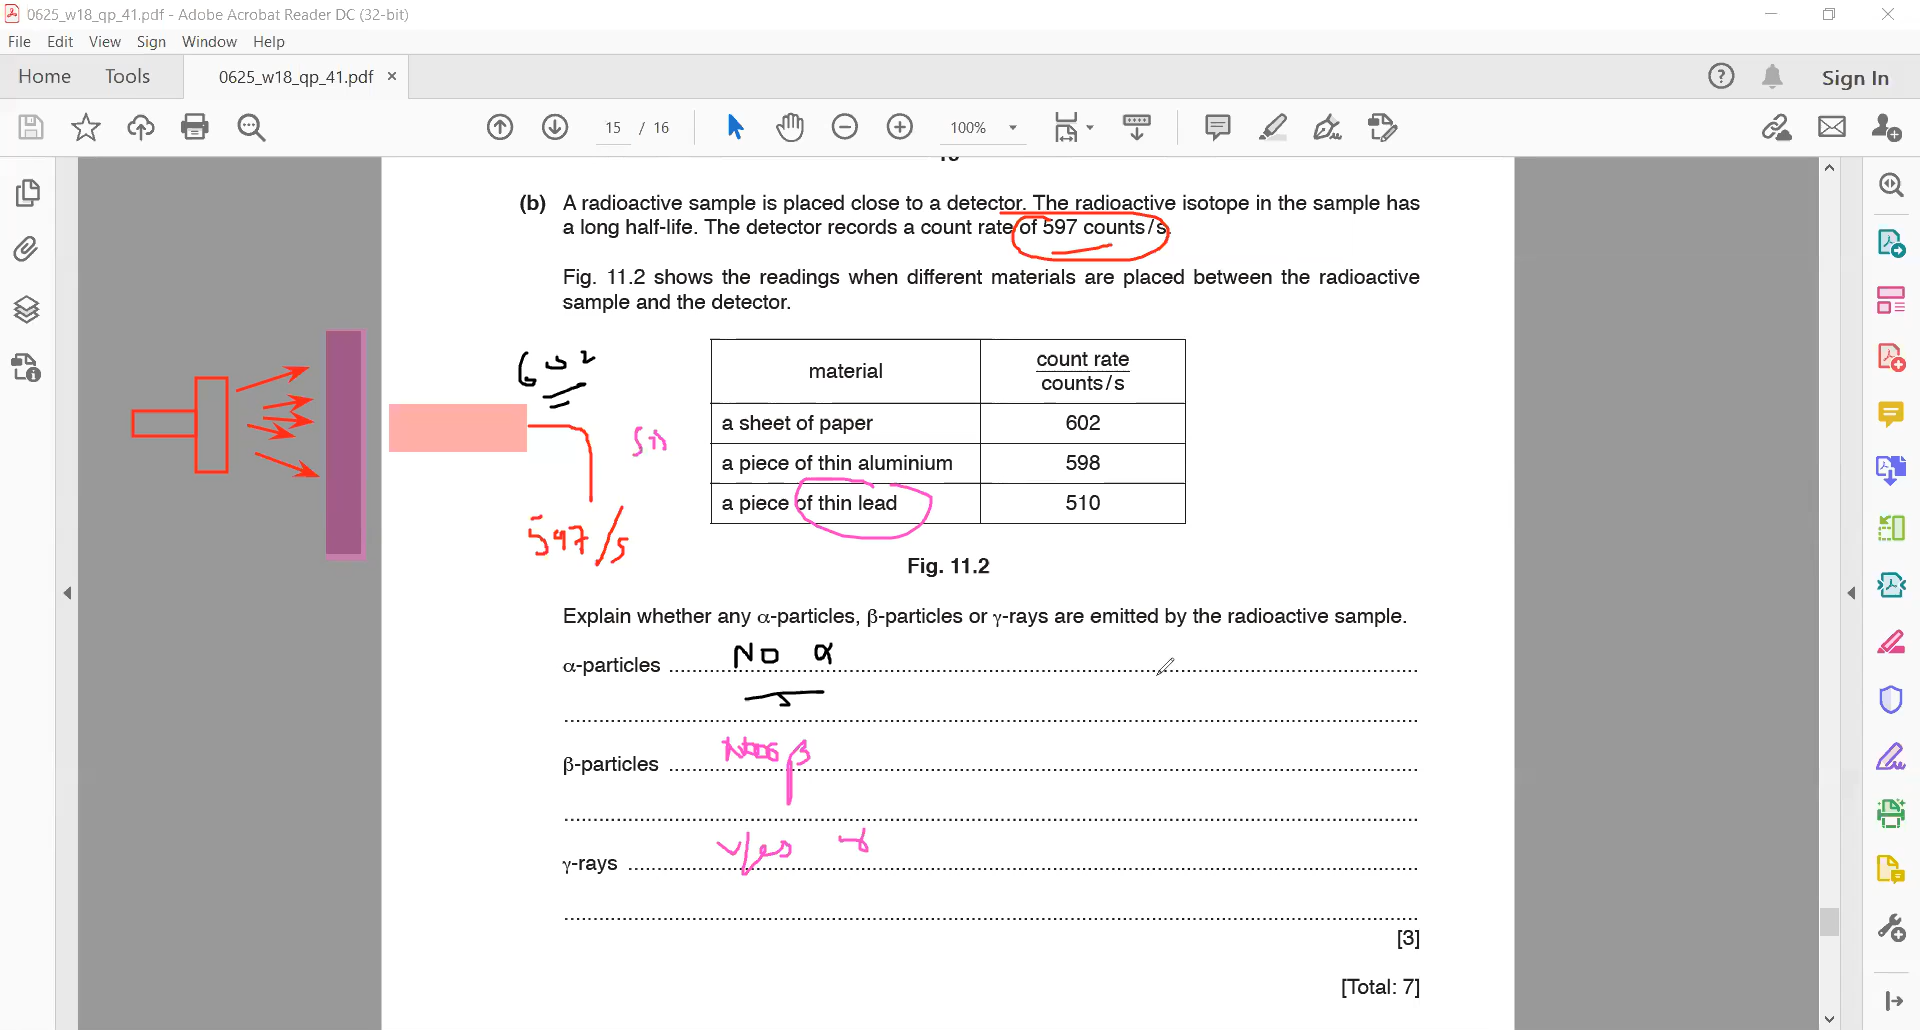 0625_w18_qp_41.pdf - Adobe Acrobat Reader DC (32-bit)
File Edit View Sign Window Help
Home Tools 0625_w18_qp_41.pdf ×
Sign In
15 / 16 100%
(b) A radioactive sample is placed close to a detector. The radioactive isotope in the sample has
a long half-life. The detector records a count rate of 597 counts/s.
Fig. 11.2 shows the readings when different materials are placed between the radioactive
sample and the detector.
602
material count rate counts/s
a sheet of paper 602
a piece of thin aluminium 598
a piece of thin lead 510
597/s
Fig. 11.2
Explain whether any α-particles, β-particles or γ-rays are emitted by the radioactive sample.
α-particles NO α
β-particles β
γ-rays yes γ
[3]
[Total: 7]